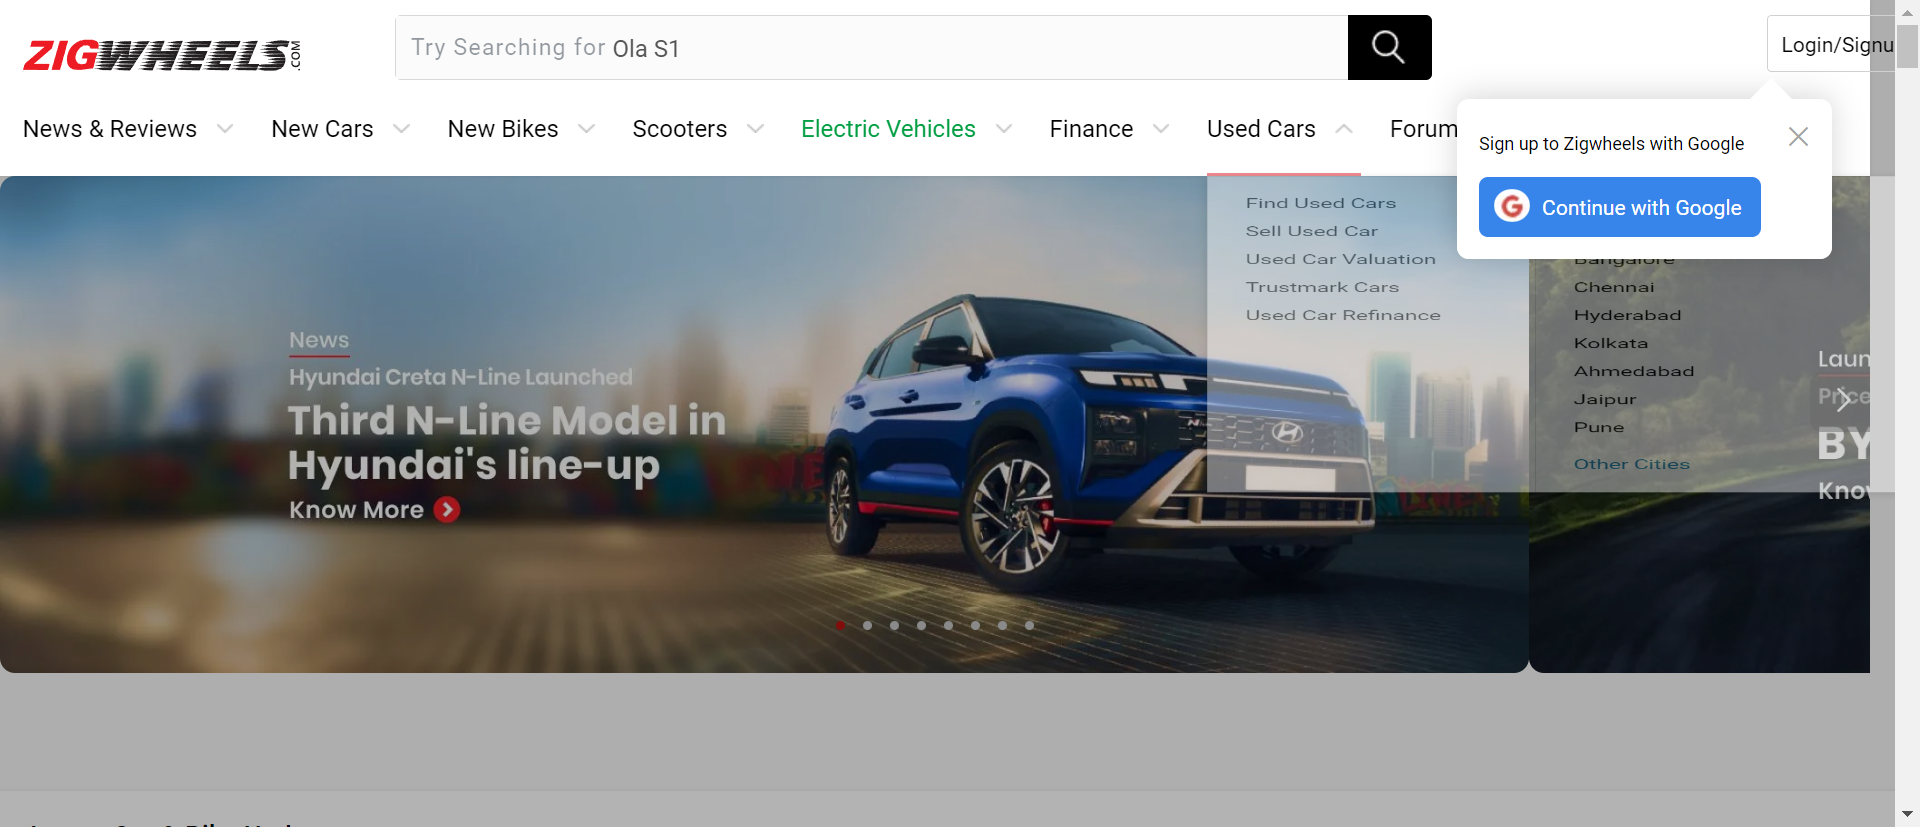 ZIGWHEELS.COM
Try Searching for Ola S1
Login/Signu
News & Reviews
New Cars
New Bikes
Scooters
Electric Vehicles
Finance
Used Cars
Forum
Sign up to Zigwheels with Google
Continue with Google
Find Used Cars
Sell Used Car
Used Car Valuation
Trustmark Cars
Used Car Refinance
Bangalore
Chennai
Hyderabad
Kolkata
Ahmedabad
Jaipur
Pune
Other Cities
News
Hyundai Creta N-Line Launched
Third N-Line Model in
Hyundai's line-up
Know More
Laun
Price
BY
Know